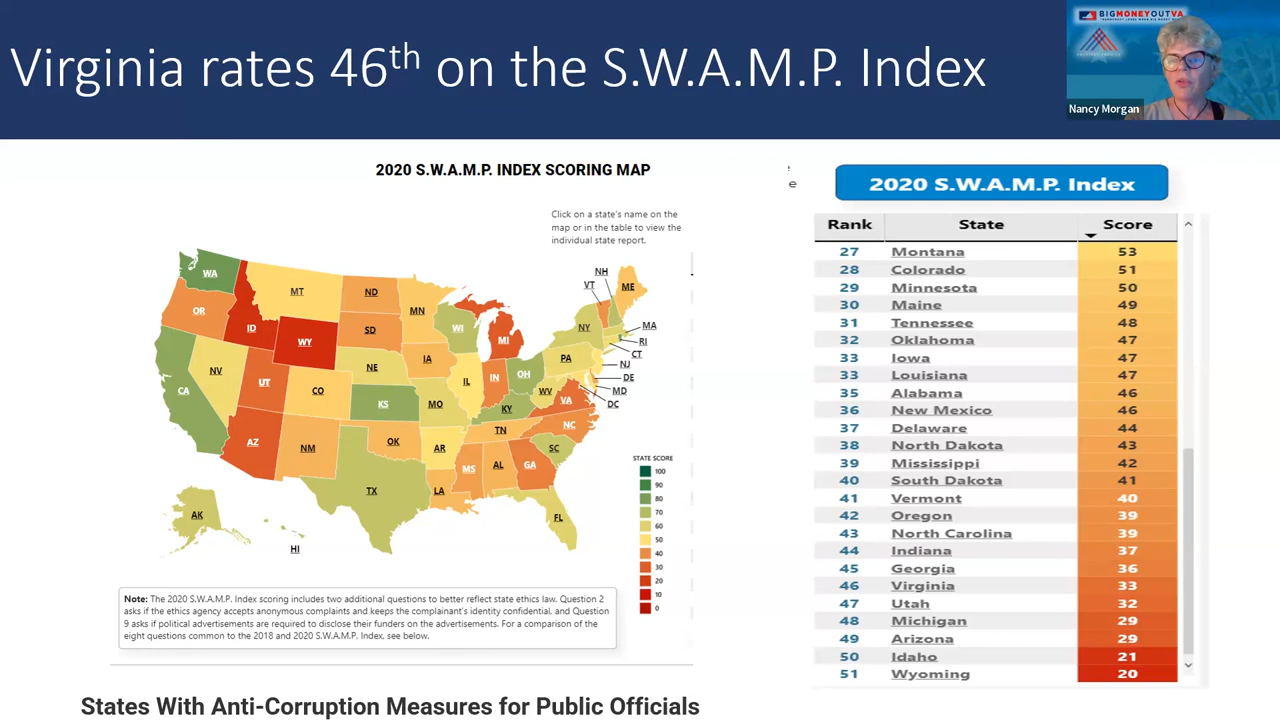 Virginia rates 46th on the S.W.A.M.P. Index
BIGMONEYOUTVA
Nancy Morgan
2020 S.W.A.M.P. INDEX SCORING MAP
Click on a state's name on the
map or in the table to view the
individual state report.
WA
OR
ID
MT
WY
ND
SD
MN
WI
MI
NY
VT
NH
ME
MA
RI
CT
NJ
DE
MD
DC
PA
OH
IN
IL
IA
NE
NV
UT
CO
CA
KS
MO
KY
WV
VA
AZ
NM
OK
AR
TN
NC
SC
MS
AL
GA
TX
LA
FL
AK
HI
STATE SCORE
100
90
80
70
60
50
40
30
20
10
0
Note: The 2020 S.W.A.M.P. Index scoring includes two additional questions to better reflect state ethics law. Question 2
asks if the ethics agency accepts anonymous complaints and keeps the complainant's identity confidential, and Question
9 asks if political advertisements are required to disclose their funders on the advertisements. For a comparison of the
eight questions common to the 2018 and 2020 S.W.A.M.P. Index, see below.
States With Anti-Corruption Measures for Public Officials
e
e
2020 S.W.A.M.P. Index
Rank State Score
27 Montana 53
28 Colorado 51
29 Minnesota 50
30 Maine 49
31 Tennessee 48
32 Oklahoma 47
33 Iowa 47
33 Louisiana 47
35 Alabama 46
36 New Mexico 46
37 Delaware 44
38 North Dakota 43
39 Mississippi 42
40 South Dakota 41
41 Vermont 40
42 Oregon 39
43 North Carolina 39
44 Indiana 37
45 Georgia 36
46 Virginia 33
47 Utah 32
48 Michigan 29
49 Arizona 29
50 Idaho 21
51 Wyoming 20